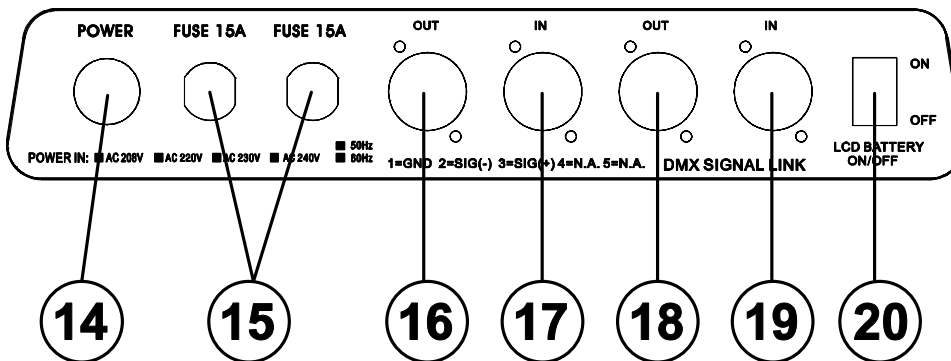 POWER FUSE 15A FUSE 15A OUT IN OUT IN
ON
OFF
POWER IN: AC 208V AC 220V AC 230V AC 240V
50Hz
60Hz
1=GND 2=SIG(-) 3=SIG(+) 4=N.A. 5=N.A. DMX SIGNAL LINK
LCD BATTERY
ON/OFF
14 15 16 17 18 19 20